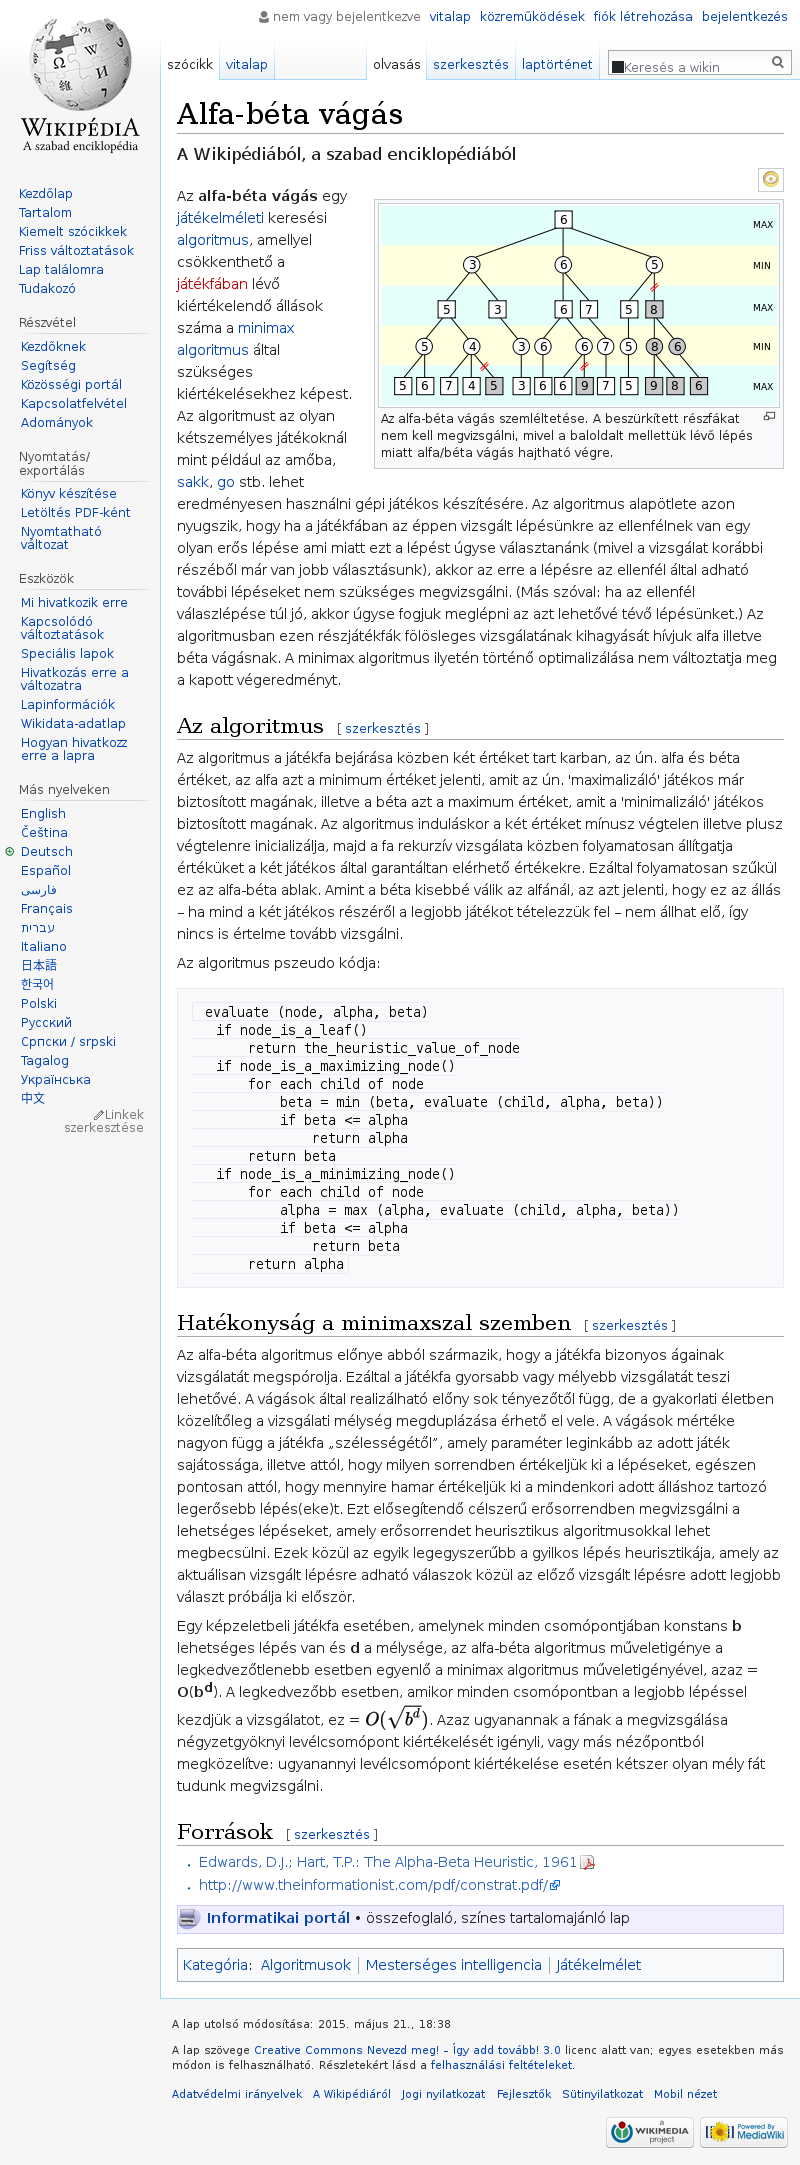 nem vagy bejelentkezve vitalap közreműködések fiók létrehozása bejelentkezés
szócikk vitalap olvasás szerkesztés laptörténet Keresés a wikin
WIKIPÉDIA
A szabad enciklopédia
Kezdőlap
Tartalom
Kiemelt szócikkek
Friss változtatások
Lap találomra
Tudakozó
Részvétel
Kezdőknek
Segítség
Közösségi portál
Kapcsolatfelvétel
Adományok
Nyomtatás/
exportálás
Könyv készítése
Letöltés PDF-ként
Nyomtatható
változat
Eszközök
Mi hivatkozik erre
Kapcsolódó
változtatások
Speciális lapok
Hivatkozás erre a
változatra
Lapinformációk
Wikidata-adatlap
Hogyan hivatkozz
erre a lapra
Más nyelveken
English
Čeština
Deutsch
Español
فارسی
Français
עברית
Italiano
日本語
한국어
Polski
Русский
Српски / srpski
Tagalog
Українська
中文
Linkek
szerkesztése
Alfa-béta vágás
A Wikipédiából, a szabad enciklopédiából
6 MAX
3 6 5 MIN
5 3 6 7 5 8 MAX
5 4 3 6 6 7 5 8 6 MIN
5 6 7 4 5 3 6 6 9 7 5 9 8 6 MAX
Az alfa-béta vágás szemléltetése. A beszürkített részfákat
nem kell megvizsgálni, mivel a baloldalt mellettük lévő lépés
miatt alfa/béta vágás hajtható végre.
Az alfa-béta vágás egy
játékelméleti keresési
algoritmus, amellyel
csökkenthető a
játékfában lévő
kiértékelendő állások
száma a minimax
algoritmus által
szükséges
kiértékelésekhez képest.
Az algoritmust az olyan
kétszemélyes játékoknál
mint például az amőba,
sakk, go stb. lehet
eredményesen használni gépi játékos készítésére. Az algoritmus alapötlete azon
nyugszik, hogy ha a játékfában az éppen vizsgált lépésünkre az ellenfélnek van egy
olyan erős lépése ami miatt ezt a lépést úgyse választanánk (mivel a vizsgálat korábbi
részéből már van jobb választásunk), akkor az erre a lépésre az ellenfél által adható
további lépéseket nem szükséges megvizsgálni. (Más szóval: ha az ellenfél
válaszlépése túl jó, akkor úgyse fogjuk meglépni az azt lehetővé tévő lépésünket.) Az
algoritmusban ezen részjátékfák fölösleges vizsgálatának kihagyását hívjuk alfa illetve
béta vágásnak. A minimax algoritmus ilyetén történő optimalizálása nem változtatja meg
a kapott végeredményt.
Az algoritmus [ szerkesztés ]
Az algoritmus a játékfa bejárása közben két értéket tart karban, az ún. alfa és béta
értéket, az alfa azt a minimum értéket jelenti, amit az ún. 'maximalizáló' játékos már
biztosított magának, illetve a béta azt a maximum értéket, amit a 'minimalizáló' játékos
biztosított magának. Az algoritmus induláskor a két értéket mínusz végtelen illetve plusz
végtelenre inicializálja, majd a fa rekurzív vizsgálata közben folyamatosan állítgatja
értéküket a két játékos által garantáltan elérhető értékekre. Ezáltal folyamatosan szűkül
ez az alfa-béta ablak. Amint a béta kisebbé válik az alfánál, az azt jelenti, hogy ez az állás
– ha mind a két játékos részéről a legjobb játékot tételezzük fel – nem állhat elő, így
nincs is értelme tovább vizsgálni.
Az algoritmus pszeudo kódja:
evaluate (node, alpha, beta)
if node_is_a_leaf()
return the_heuristic_value_of_node
if node_is_a_maximizing_node()
for each child of node
beta = min (beta, evaluate (child, alpha, beta))
if beta <= alpha
return alpha
return beta
if node_is_a_minimizing_node()
for each child of node
alpha = max (alpha, evaluate (child, alpha, beta))
if beta <= alpha
return beta
return alpha
Hatékonyság a minimaxszal szemben [ szerkesztés ]
Az alfa-béta algoritmus előnye abból származik, hogy a játékfa bizonyos ágainak
vizsgálatát megspórolja. Ezáltal a játékfa gyorsabb vagy mélyebb vizsgálatát teszi
lehetővé. A vágások által realizálható előny sok tényezőtől függ, de a gyakorlati életben
közelítőleg a vizsgálati mélység megduplázása érhető el vele. A vágások mértéke
nagyon függ a játékfa „szélességétől”, amely paraméter leginkább az adott játék
sajátossága, illetve attól, hogy milyen sorrendben értékeljük ki a lépéseket, egészen
pontosan attól, hogy mennyire hamar értékeljük ki a mindenkori adott álláshoz tartozó
legerősebb lépés(eke)t. Ezt elősegítendő célszerű erősorrendben megvizsgálni a
lehetséges lépéseket, amely erősorrendet heurisztikus algoritmusokkal lehet
megbecsülni. Ezek közül az egyik legegyszerűbb a gyilkos lépés heurisztikája, amely az
aktuálisan vizsgált lépésre adható válaszok közül az előző vizsgált lépésre adott legjobb
választ próbálja ki először.
Egy képzeletbeli játékfa esetében, amelynek minden csomópontjában konstans b
lehetséges lépés van és d a mélysége, az alfa-béta algoritmus műveletigénye a
legkedvezőtlenebb esetben egyenlő a minimax algoritmus műveletigényével, azaz =
O(b^d). A legkedvezőbb esetben, amikor minden csomópontban a legjobb lépéssel
kezdjük a vizsgálatot, ez = O(√b^d). Azaz ugyanannak a fának a megvizsgálása
négyzetgyöknyi levélcsomópont kiértékelését igényli, vagy más nézőpontból
megközelítve: ugyanannyi levélcsomópont kiértékelése esetén kétszer olyan mély fát
tudunk megvizsgálni.
Források [ szerkesztés ]
Edwards, D.J.; Hart, T.P.: The Alpha-Beta Heuristic, 1961
http://www.theinformationist.com/pdf/constrat.pdf/
Informatikai portál • összefoglaló, színes tartalomajánló lap
Kategória: Algoritmusok | Mesterséges intelligencia | Játékelmélet
A lap utolsó módosítása: 2015. május 21., 18:38
A lap szövege Creative Commons Nevezd meg! – Így add tovább! 3.0 licenc alatt van; egyes esetekben más
módon is felhasználható. Részletekért lásd a felhasználási feltételeket.
Adatvédelmi irányelvek A Wikipédiáról Jogi nyilatkozat Fejlesztők Sütinyilatkozat Mobil nézet
a WIKIMEDIA project Powered By MediaWiki